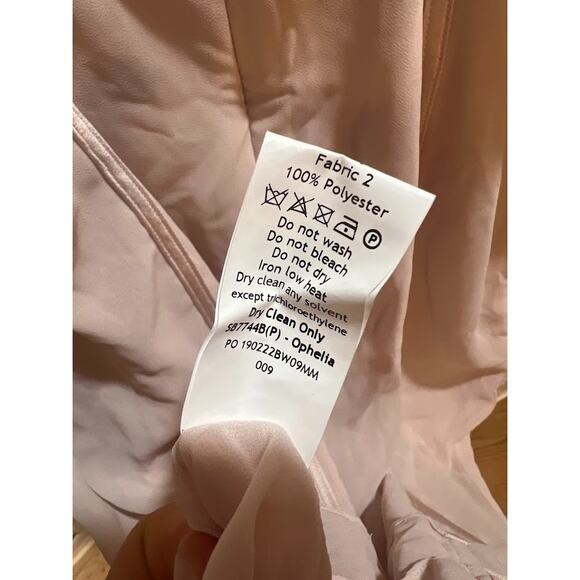 Fabric 2
100% Polyester
P
Do not wash
Do not bleach
Do not dry
Iron low heat
Dry clean any solvent
except trichloroethylene
Dry Clean Only
SB7744B(P) - Ophelia
PO 190222BW09MM
009